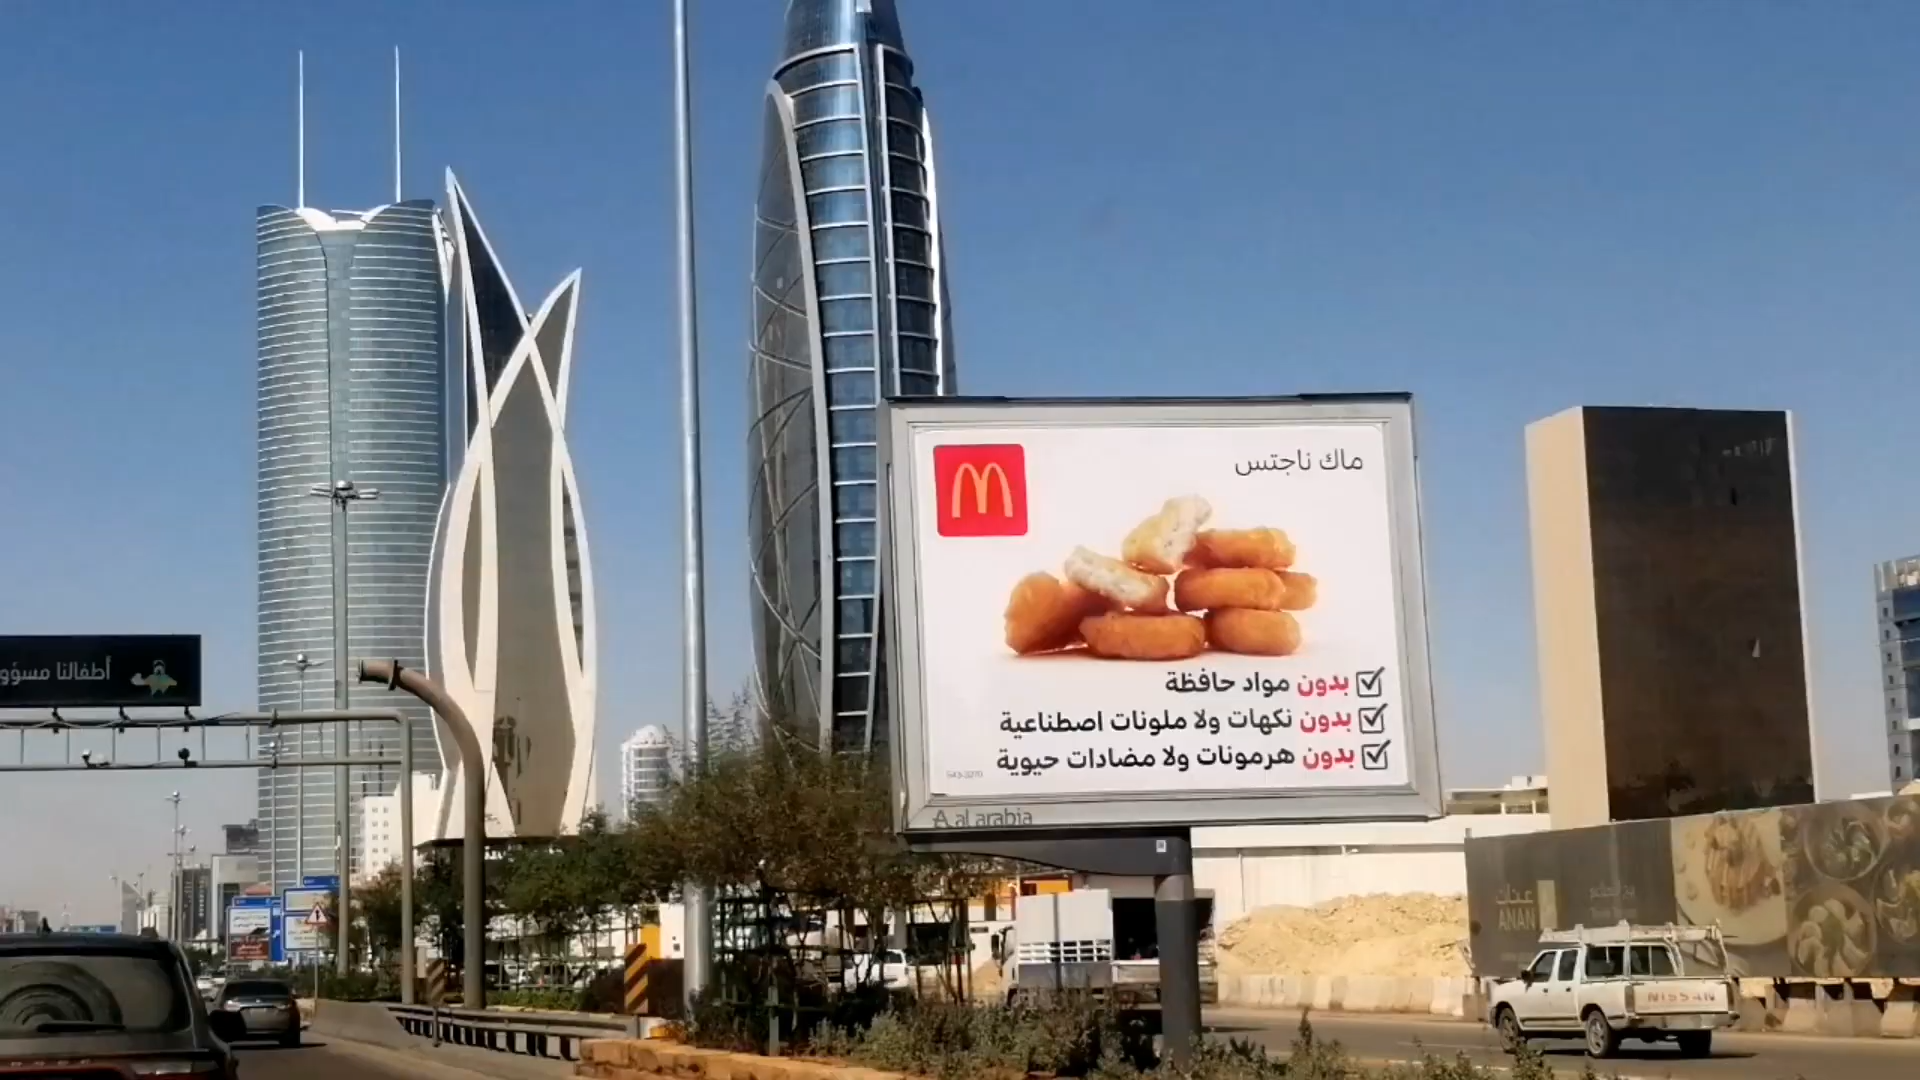 ماك ناجتس
بدون مواد حافظة
بدون نكهات ولا ملونات اصطناعية
بدون هرمونات ولا مضادات حيوية
al arabia
أطفالنا
عنان
ANAN
NISSAN